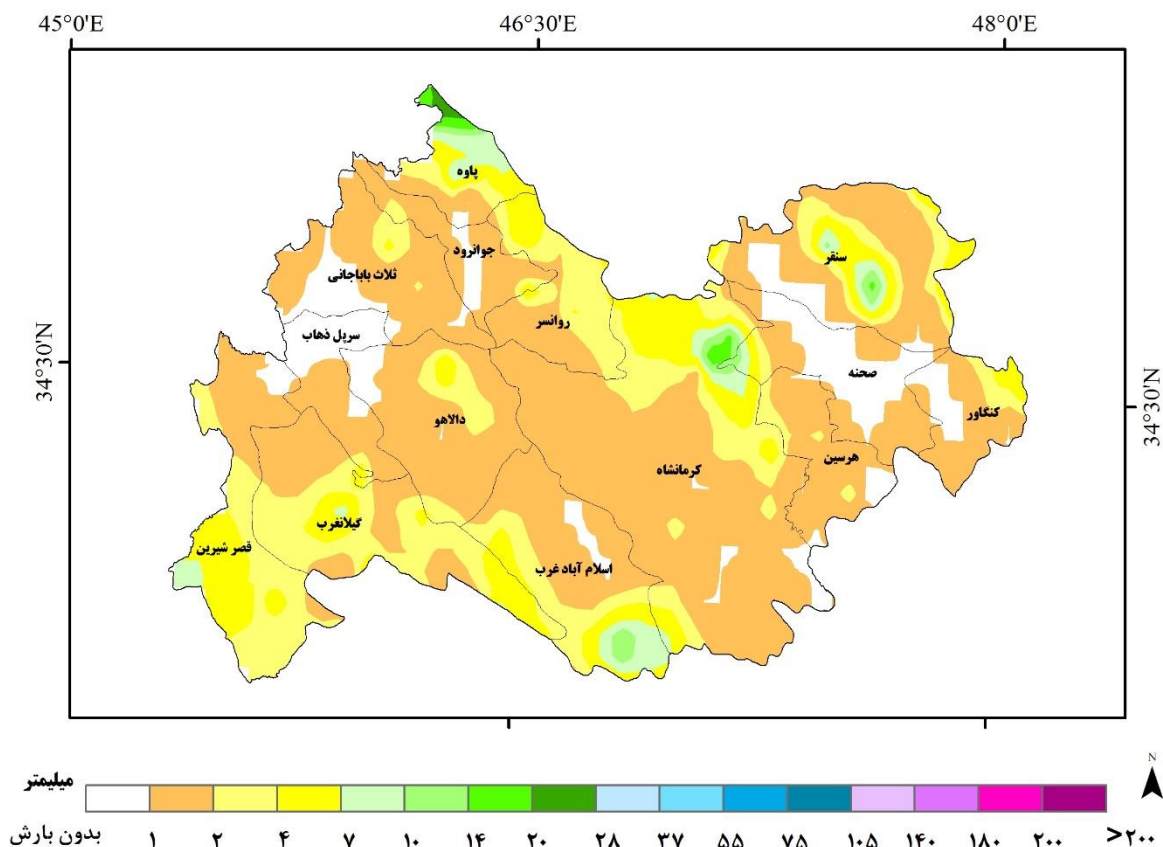 45°0'E 46°30'E 48°0'E
34°30'N
34°30'N
پاوه
جوانرود
سنقر
ثلاث باباجانی
روانسر
سرپل ذهاب
صحنه
کنگاور
دالاهو
هرسین
کرمانشاه
گیلانغرب
قصر شیرین
اسلام آباد غرب
N
میلیمتر
بدون بارش ۱ ۲ ۴ ۷ ۱۰ ۱۴ ۲۰ ۲۸ ۳۷ ۵۵ ۷۵ ۱۰۵ ۱۴۰ ۱۸۰ ۲۰۰ >۲۰۰